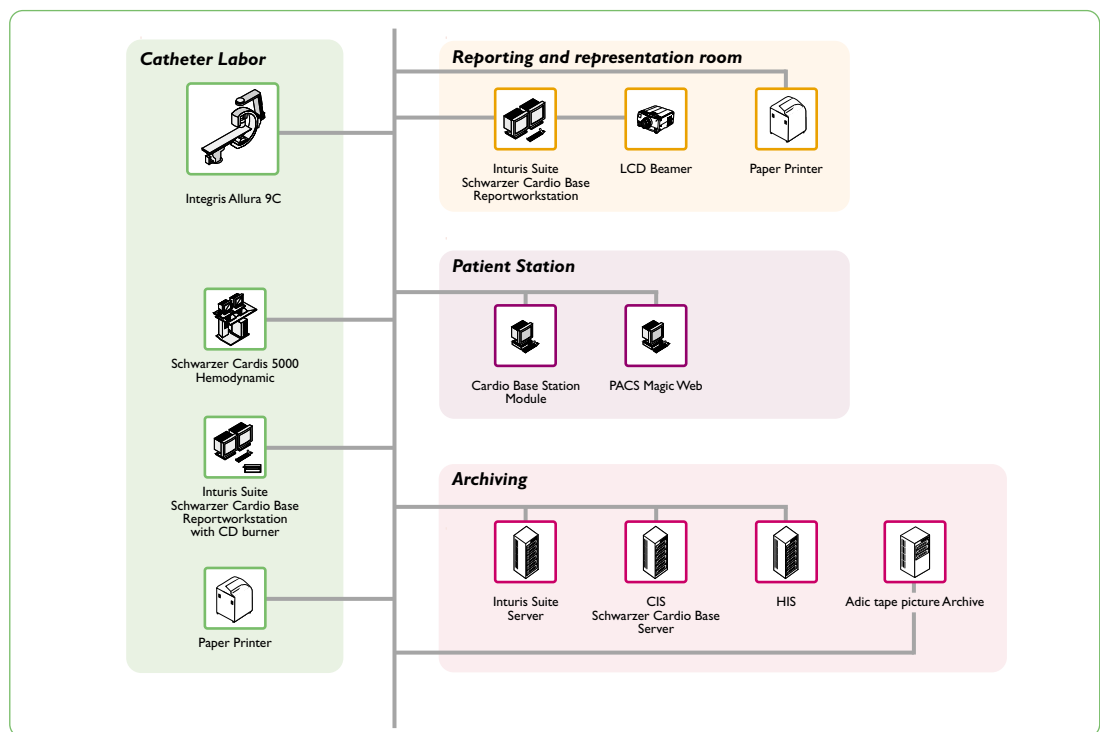 Catheter Labor
Integris Allura 9C
Schwarzer Cardis 5000
Hemodynamic
Inturis Suite
Schwarzer Cardio Base
Reportworkstation
with CD burner
Paper Printer
Reporting and representation room
Inturis Suite
Schwarzer Cardio Base
Reportworkstation
LCD Beamer
Paper Printer
Patient Station
Cardio Base Station
Module
PACS Magic Web
Archiving
Inturis Suite
Server
CIS
Schwarzer Cardio Base
Server
HIS
Adic tape picture Archive